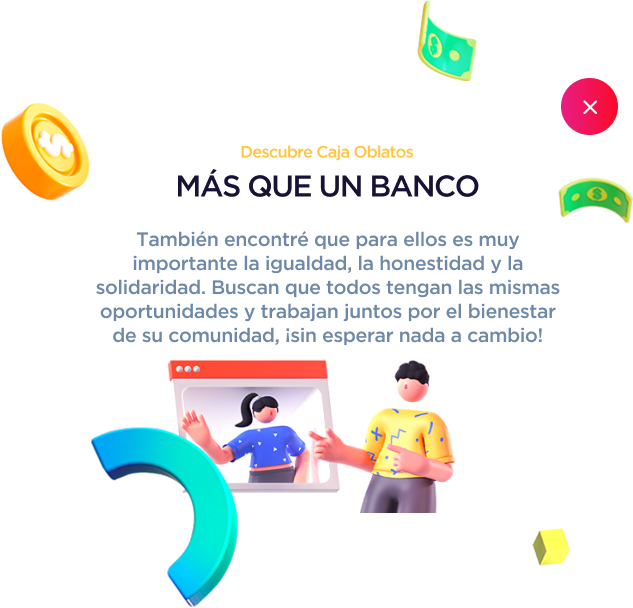 Descubre Caja Oblatos
MÁS QUE UN BANCO
También encontré que para ellos es muy
importante la igualdad, la honestidad y la
solidaridad. Buscan que todos tengan las mismas
oportunidades y trabajan juntos por el bienestar
de su comunidad, ¡sin esperar nada a cambio!